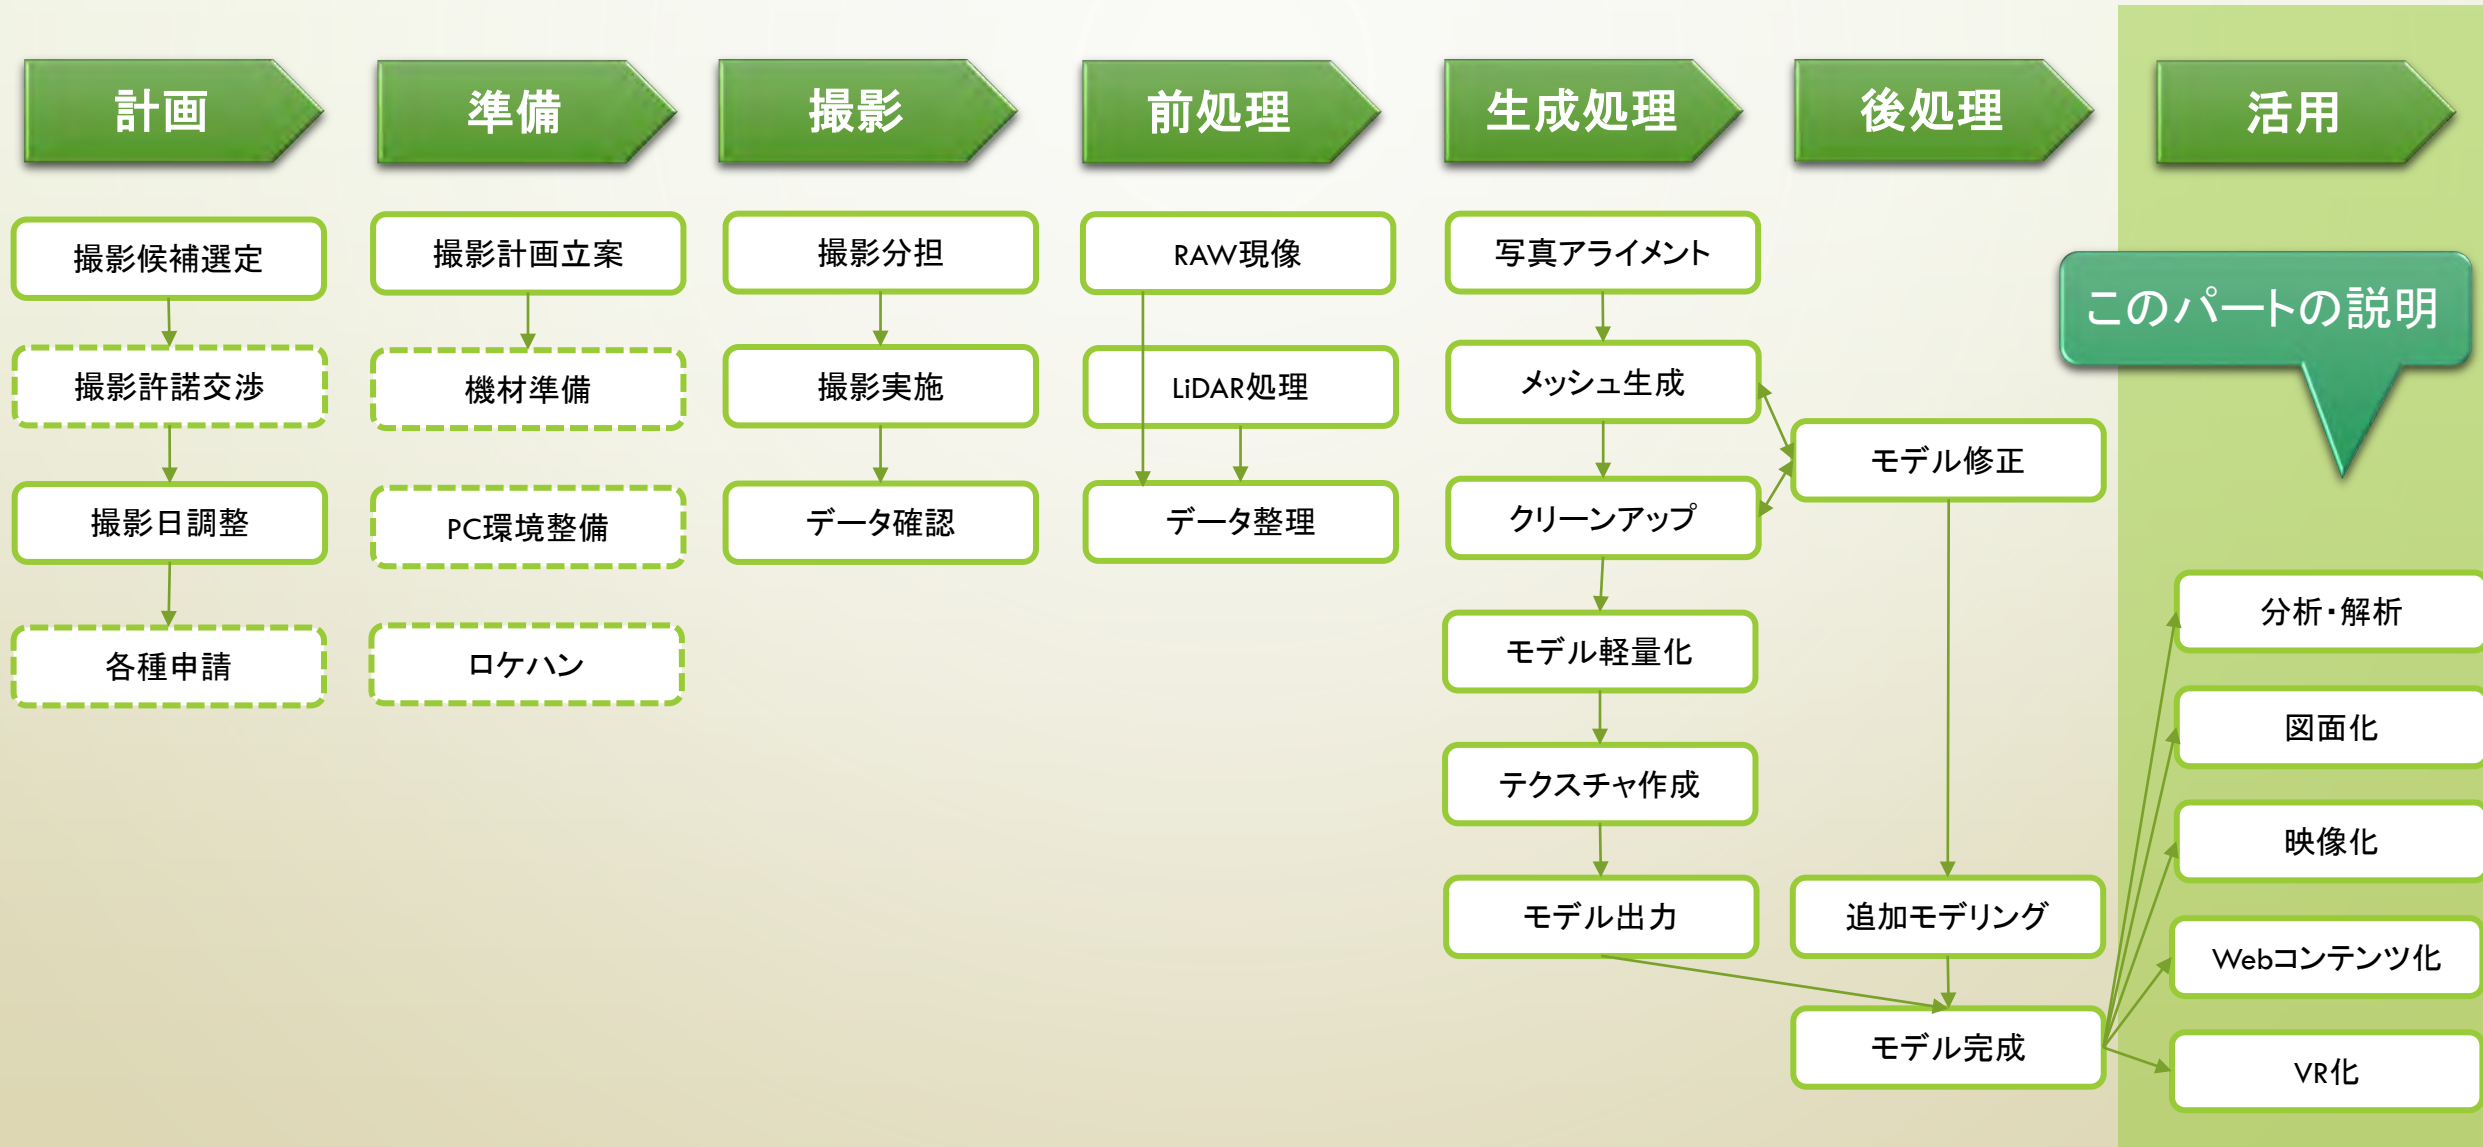 計画
準備
撮影
前処理
生成処理
後処理
活用
撮影候補選定
撮影許諾交渉
撮影日調整
各種申請
撮影計画立案
機材準備
PC環境整備
ロケハン
撮影分担
撮影実施
データ確認
RAW現像
LiDAR処理
データ整理
写真アライメント
メッシュ生成
クリーンアップ
モデル軽量化
テクスチャ作成
モデル出力
モデル修正
追加モデリング
モデル完成
このパートの説明
分析・解析
図面化
映像化
Webコンテンツ化
VR化